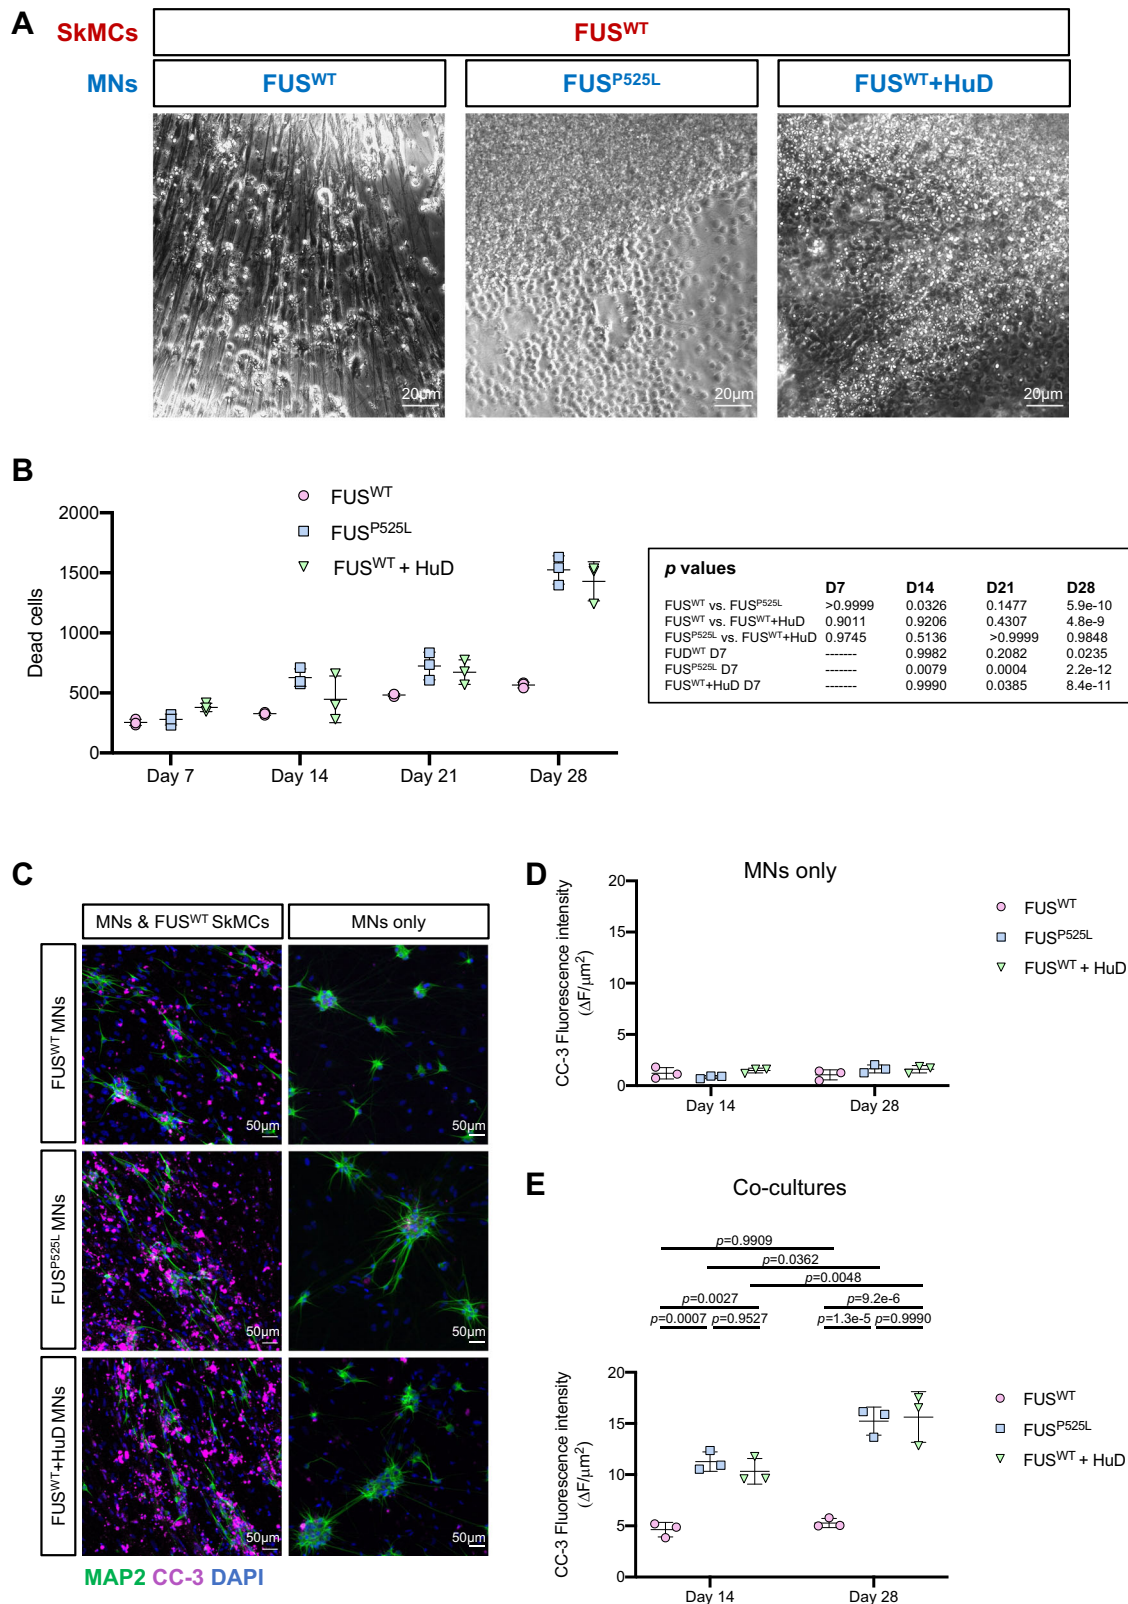 A
SkMCs
FUSWT
MNs
FUSWT
FUSP525L
FUSWT+HuD
20µm
20µm
20µm
B
FUSWT
FUSP525L
FUSWT + HuD
Dead cells
2000
1500
1000
500
0
Day 7
Day 14
Day 21
Day 28
p values
D7 D14 D21 D28
FUSWT vs. FUSP525L >0.9999 0.0326 0.1477 5.9e-10
FUSWT vs. FUSWT+HuD 0.9011 0.9206 0.4307 4.8e-9
FUSP525L vs. FUSWT+HuD 0.9745 0.5136 >0.9999 0.9848
FUDWT D7 ------- 0.9982 0.2082 0.0235
FUSP525L D7 ------- 0.0079 0.0004 2.2e-12
FUSWT+HuD D7 ------- 0.9990 0.0385 8.4e-11
C
MNs & FUSWT SkMCs
MNs only
FUSWT MNs
50µm
50µm
FUSP525L MNs
50µm
50µm
FUSWT+HuD MNs
50µm
50µm
MAP2 CC-3 DAPI
D
MNs only
CC-3 Fluorescence intensity
(ΔF/µm2)
20
15
10
5
0
Day 14
Day 28
FUSWT
FUSP525L
FUSWT + HuD
E
Co-cultures
p=0.9909
p=0.0362
p=0.0048
p=0.0027
p=9.2e-6
p=0.0007
p=0.9527
p=1.3e-5
p=0.9990
CC-3 Fluorescence intensity
(ΔF/µm2)
20
15
10
5
0
Day 14
Day 28
FUSWT
FUSP525L
FUSWT + HuD